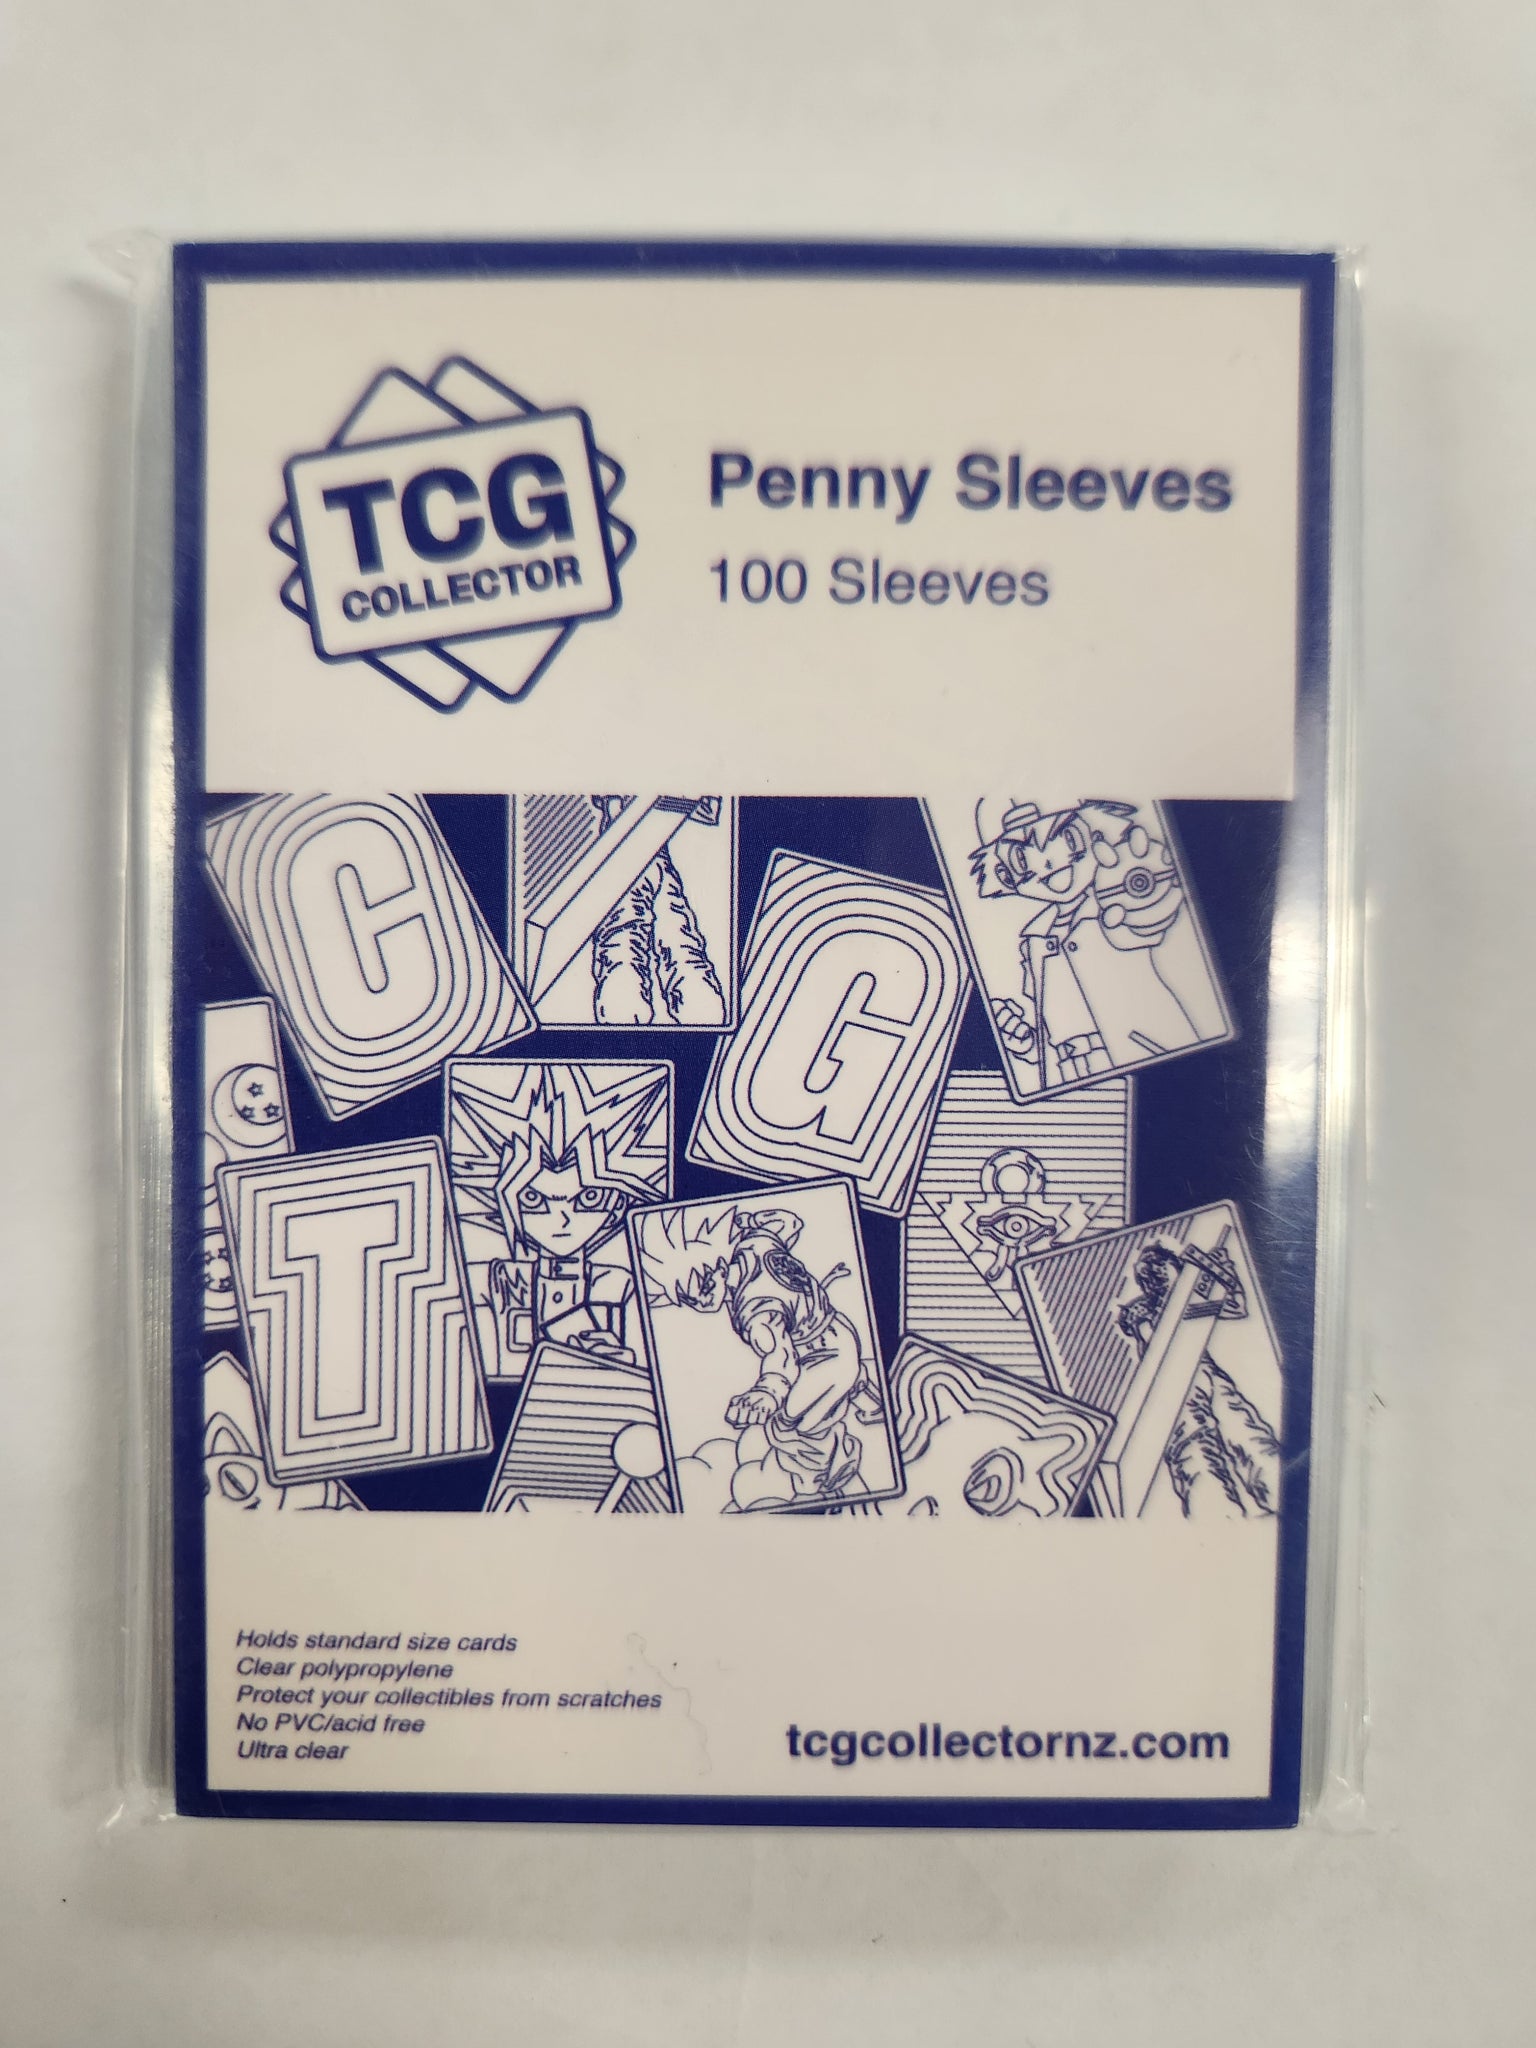 TCG
COLLECTOR
Penny Sleeves
100 Sleeves
C
G
T
Holds standard size cards
Clear polypropylene
Protect your collectibles from scratches
No PVC/acid free
Ultra clear
tcgcollectornz.com